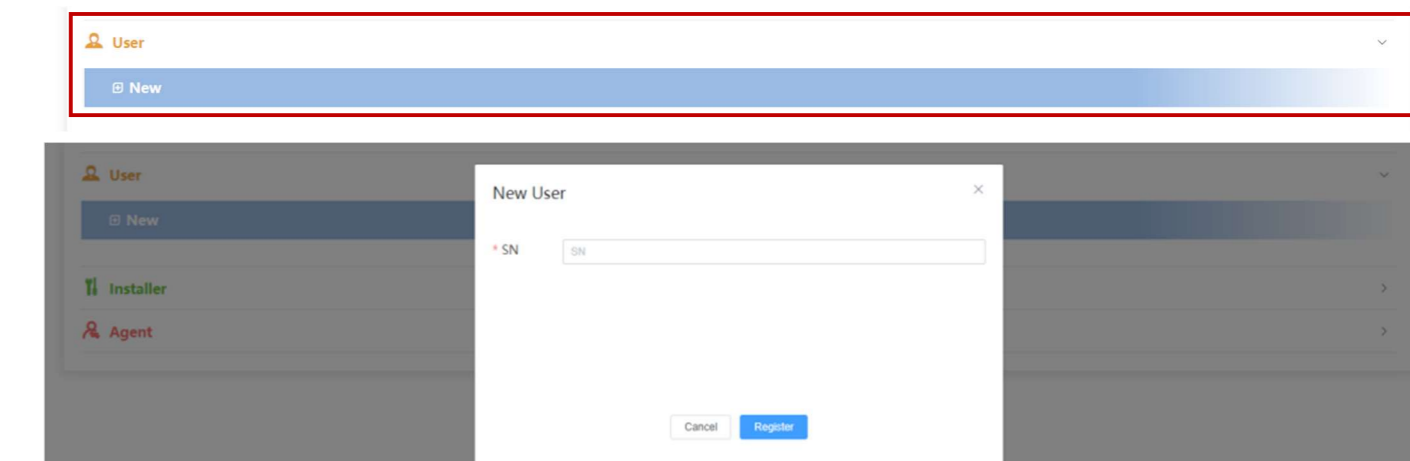 User
New
User
New
New User
* SN
SN
Installer
Agent
Cancel Register